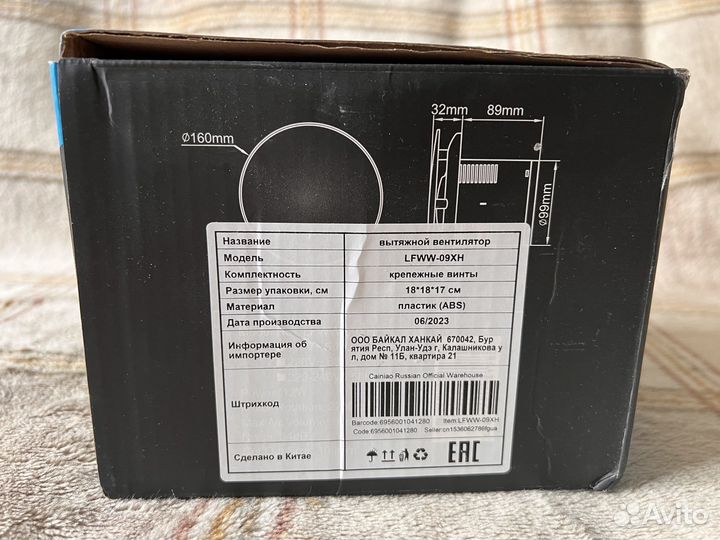 32mm 89mm
Ø160mm
Ø99mm
Название вытяжной вентилятор
Модель LFWW-09XH
Комплектность крепежные винты
Размер упаковки, см 18*18*17 см
Материал пластик (ABS)
Дата производства 06/2023
Информация об импортере
ООО БАЙКАЛ ХАНКАЙ 670042, Бур
ятия Респ, Улан-Удэ г, Калашникова у
л, дом № 11Б, квартира 21
Штрихкод
Cainiao Russian Official Warehouse
Barcode:6956001041280 Item:LFWW-09XH
Code:6956001041280 Seller:cn1536062786fgua
Сделано в Китае
EAC
Avito